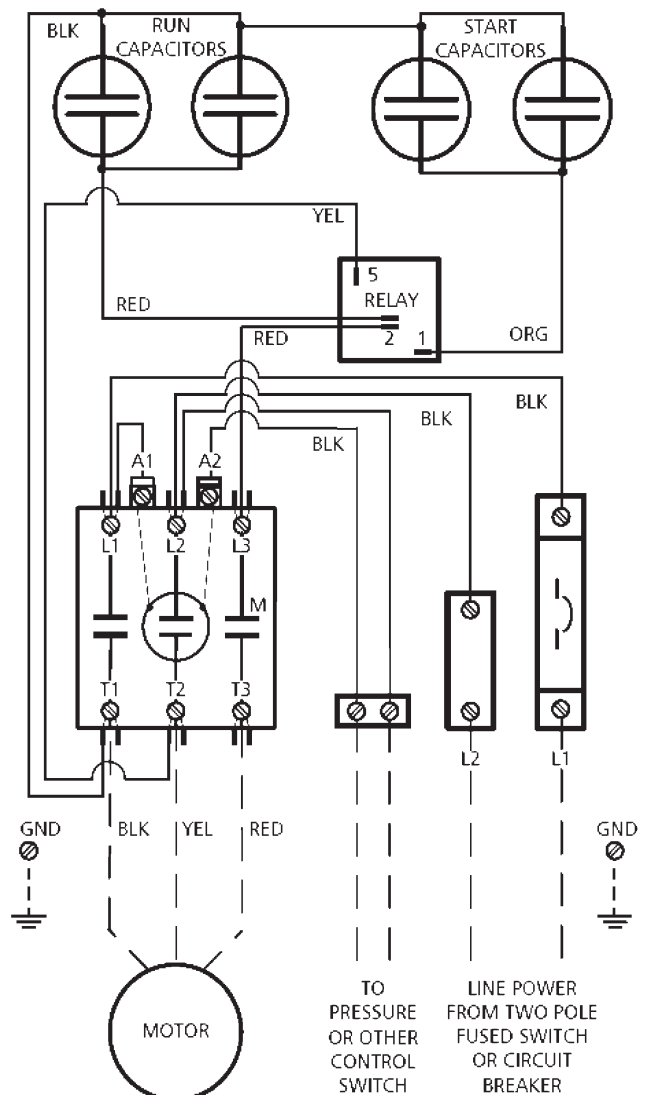 BLK
RUN
CAPACITORS
START
CAPACITORS
YEL
5
RELAY
2
1
RED
RED
ORG
BLK
BLK
BLK
A1
A2
L1
L2
L3
M
T1
T2
T3
L2
L1
GND
BLK
YEL
RED
GND
MOTOR
TO
PRESSURE
OR OTHER
CONTROL
SWITCH
LINE POWER
FROM TWO POLE
FUSED SWITCH
OR CIRCUIT
BREAKER